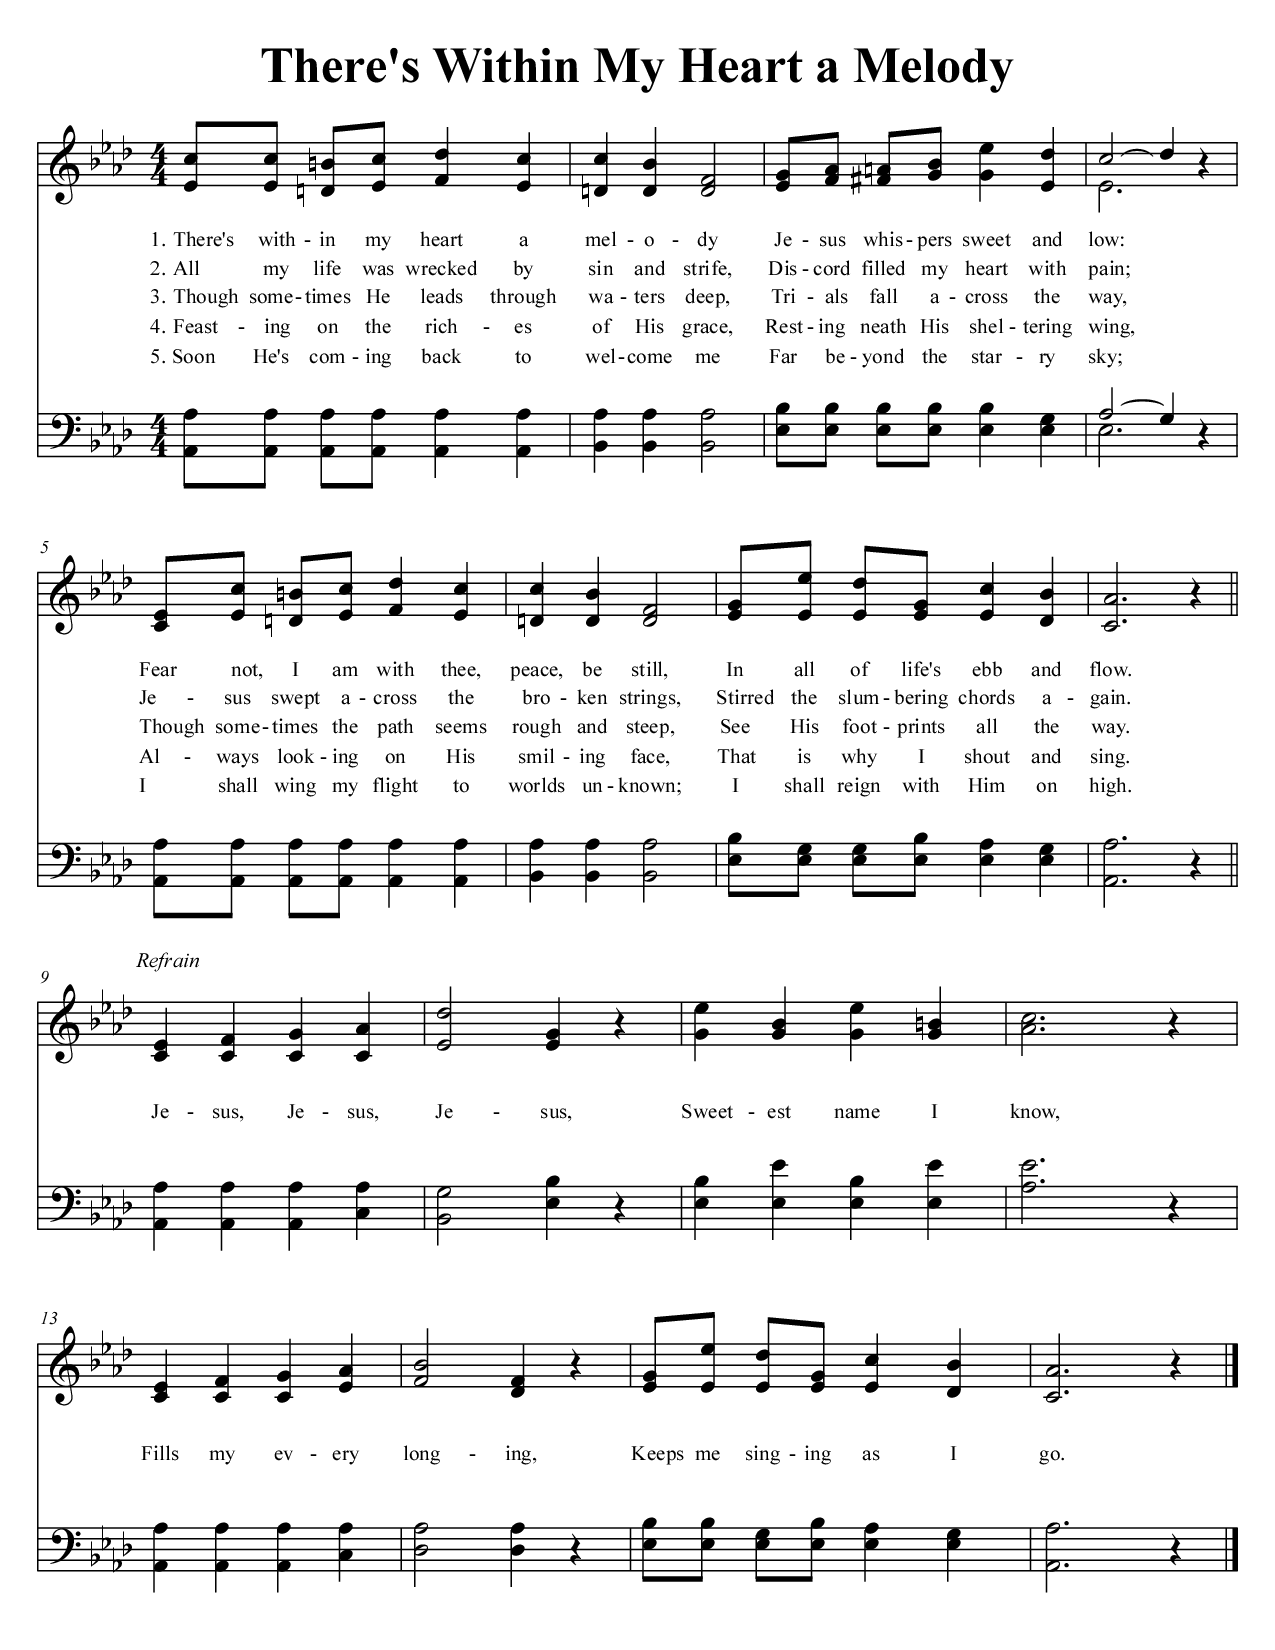 There's Within My Heart a Melody
4 4
1. There's with - in my heart a mel - o - dy Je - sus whis - pers sweet and low:
2. All my life was wrecked by sin and strife, Dis - cord filled my heart with pain;
3. Though some - times He leads through wa - ters deep, Tri - als fall a - cross the way,
4. Feast - ing on the rich - es of His grace, Rest - ing neath His shel - tering wing,
5. Soon He's com - ing back to wel - come me Far be - yond the star - ry sky;
4 4
5
Fear not, I am with thee, peace, be still, In all of life's ebb and flow.
Je - sus swept a - cross the bro - ken strings, Stirred the slum - bering chords a - gain.
Though some - times the path seems rough and steep, See His foot - prints all the way.
Al - ways look - ing on His smil - ing face, That is why I shout and sing.
I shall wing my flight to worlds un - known; I shall reign with Him on high.
Refrain
9
Je - sus, Je - sus, Je - sus, Sweet - est name I know,
13
Fills my ev - ery long - ing, Keeps me sing - ing as I go.